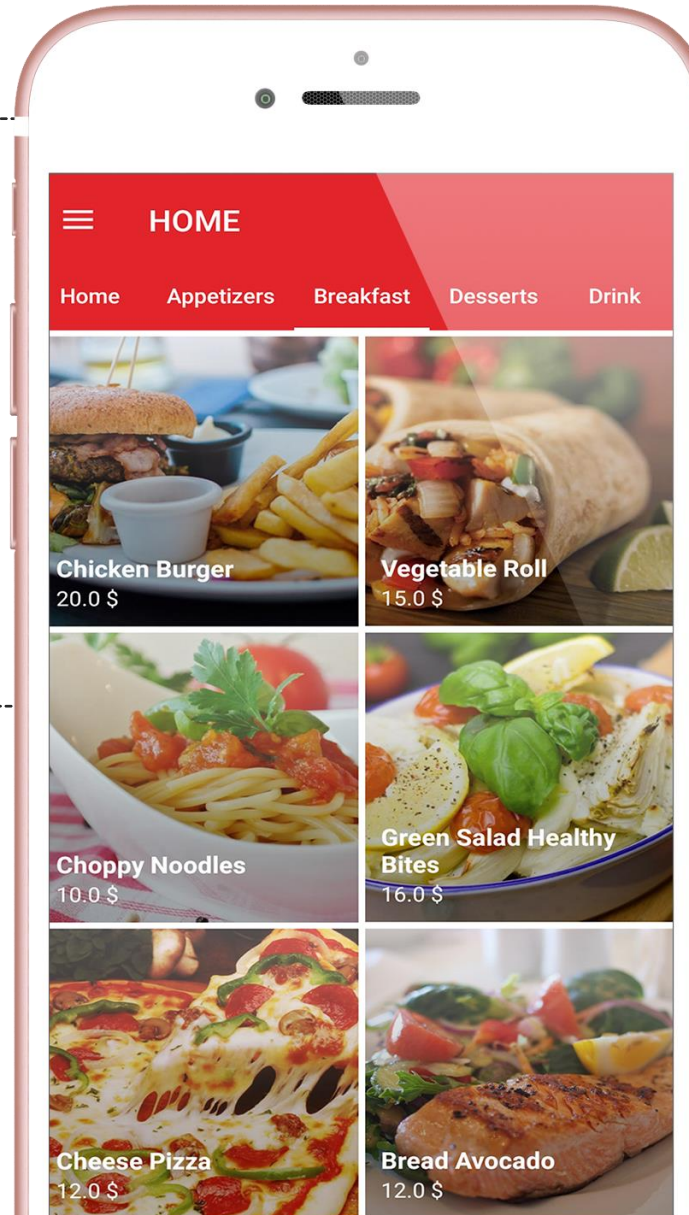 HOME
Home Appetizers Breakfast Desserts Drink
Chicken Burger
20.0 $
Vegetable Roll
15.0 $
Choppy Noodles
10.0 $
Green Salad Healthy
Bites
16.0 $
Cheese Pizza
12.0 $
Bread Avocado
12.0 $